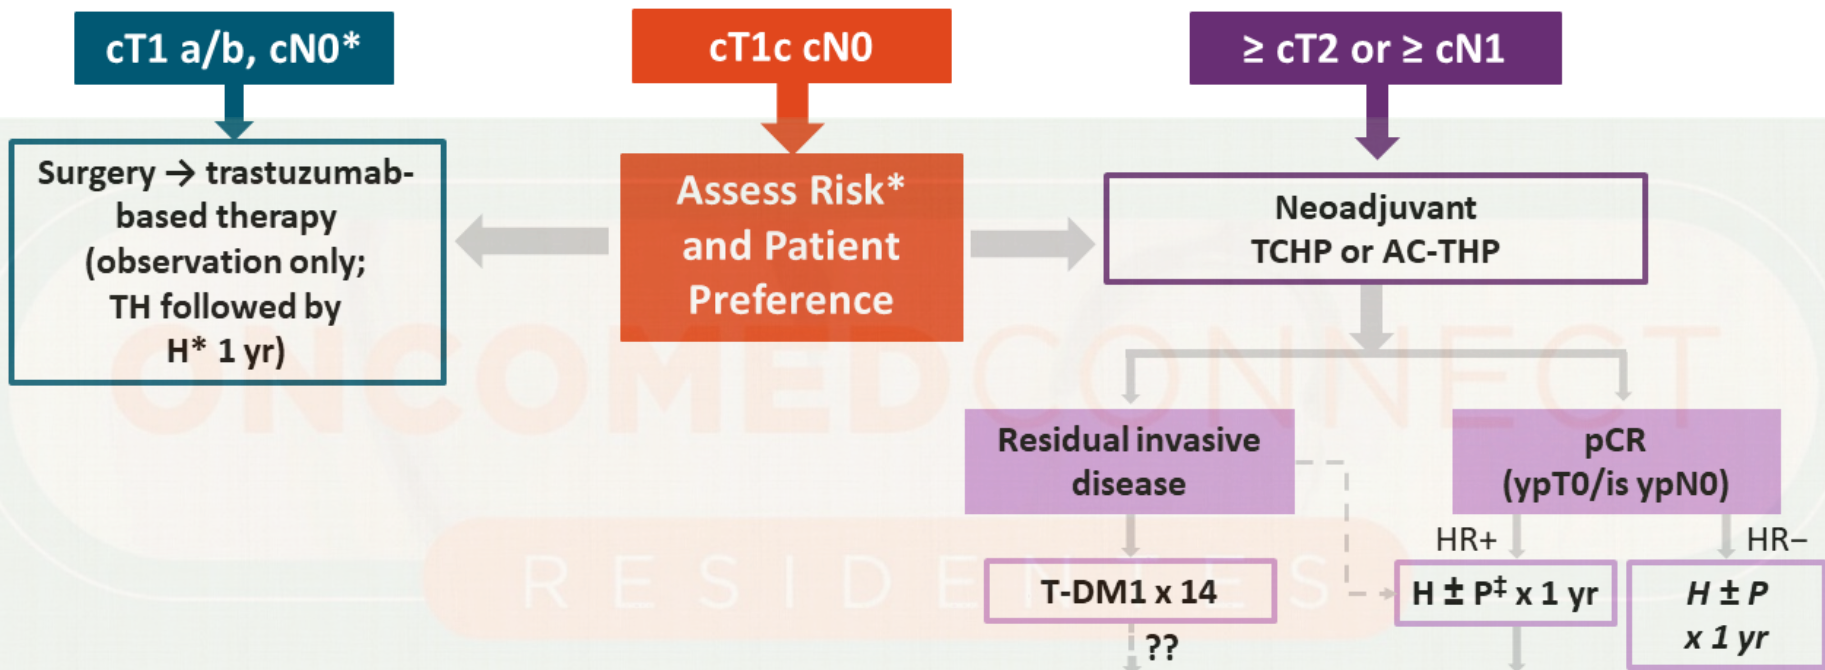 cT1 a/b, cN0*
cT1c cN0
≥ cT2 or ≥ cN1
Surgery → trastuzumab-
based therapy
(observation only;
TH followed by
H* 1 yr)
Assess Risk*
and Patient
Preference
Neoadjuvant
TCHP or AC-THP
ONCOMEDCONNECT
RESIDENTES
Residual invasive
disease
pCR
(ypT0/is ypN0)
HR+
HR−
T-DM1 x 14
H ± P‡ x 1 yr
H ± P
x 1 yr
??